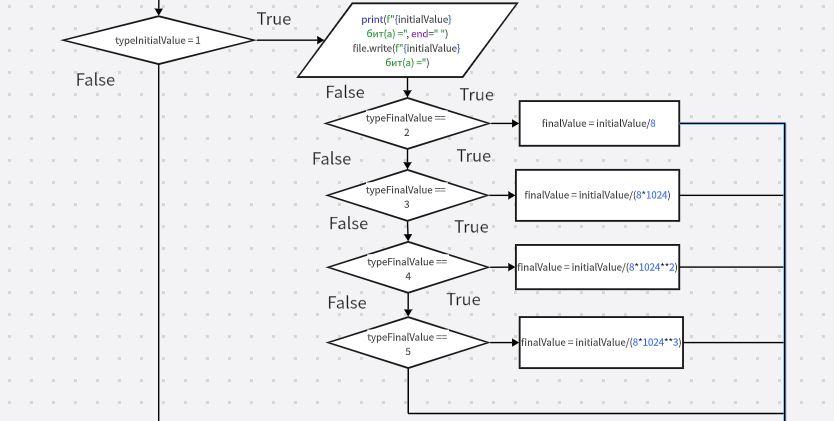 True
print(f"{initialValue}
бит(а) =", end=" ")
file.write(f"{initialValue}
бит(а) =")
typeInitialValue = 1
False
False
True
typeFinalValue ==
2
finalValue = initialValue/8
False
True
typeFinalValue ==
3
finalValue = initialValue/(8*1024)
False
True
typeFinalValue ==
4
finalValue = initialValue/(8*1024**2)
False
True
typeFinalValue ==
5
finalValue = initialValue/(8*1024**3)